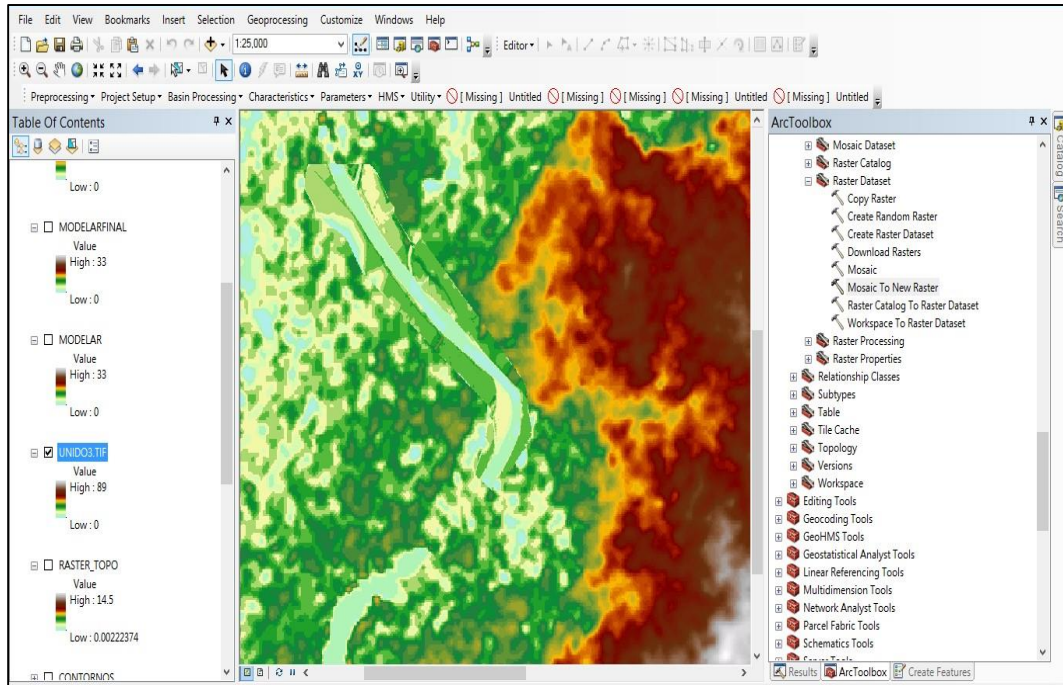 File Edit View Bookmarks Insert Selection Geoprocessing Customize Windows Help
1:25,000 Editor
Preprocessing Project Setup Basin Processing Characteristics Parameters HMS Utility [ Missing ] Untitled [ Missing ] Untitled [ Missing ] [ Missing ] Untitled [ Missing ] Untitled
Table Of Contents
Low : 0
MODELARFINAL
Value
High : 33
Low : 0
MODELAR
Value
High : 33
Low : 0
UNIDO3.TIF
Value
High : 89
Low : 0
RASTER_TOPO
Value
High : 14.5
Low : 0.00222374
CONTORNOS
ArcToolbox
Mosaic Dataset
Raster Catalog
Raster Dataset
Copy Raster
Create Random Raster
Create Raster Dataset
Download Rasters
Mosaic
Mosaic To New Raster
Raster Catalog To Raster Dataset
Workspace To Raster Dataset
Raster Processing
Raster Properties
Relationship Classes
Subtypes
Table
Tile Cache
Topology
Versions
Workspace
Editing Tools
Geocoding Tools
GeoHMS Tools
Geostatistical Analyst Tools
Linear Referencing Tools
Multidimension Tools
Network Analyst Tools
Parcel Fabric Tools
Schematics Tools
Server Tools
Results ArcToolbox Create Features
Catalog
Search